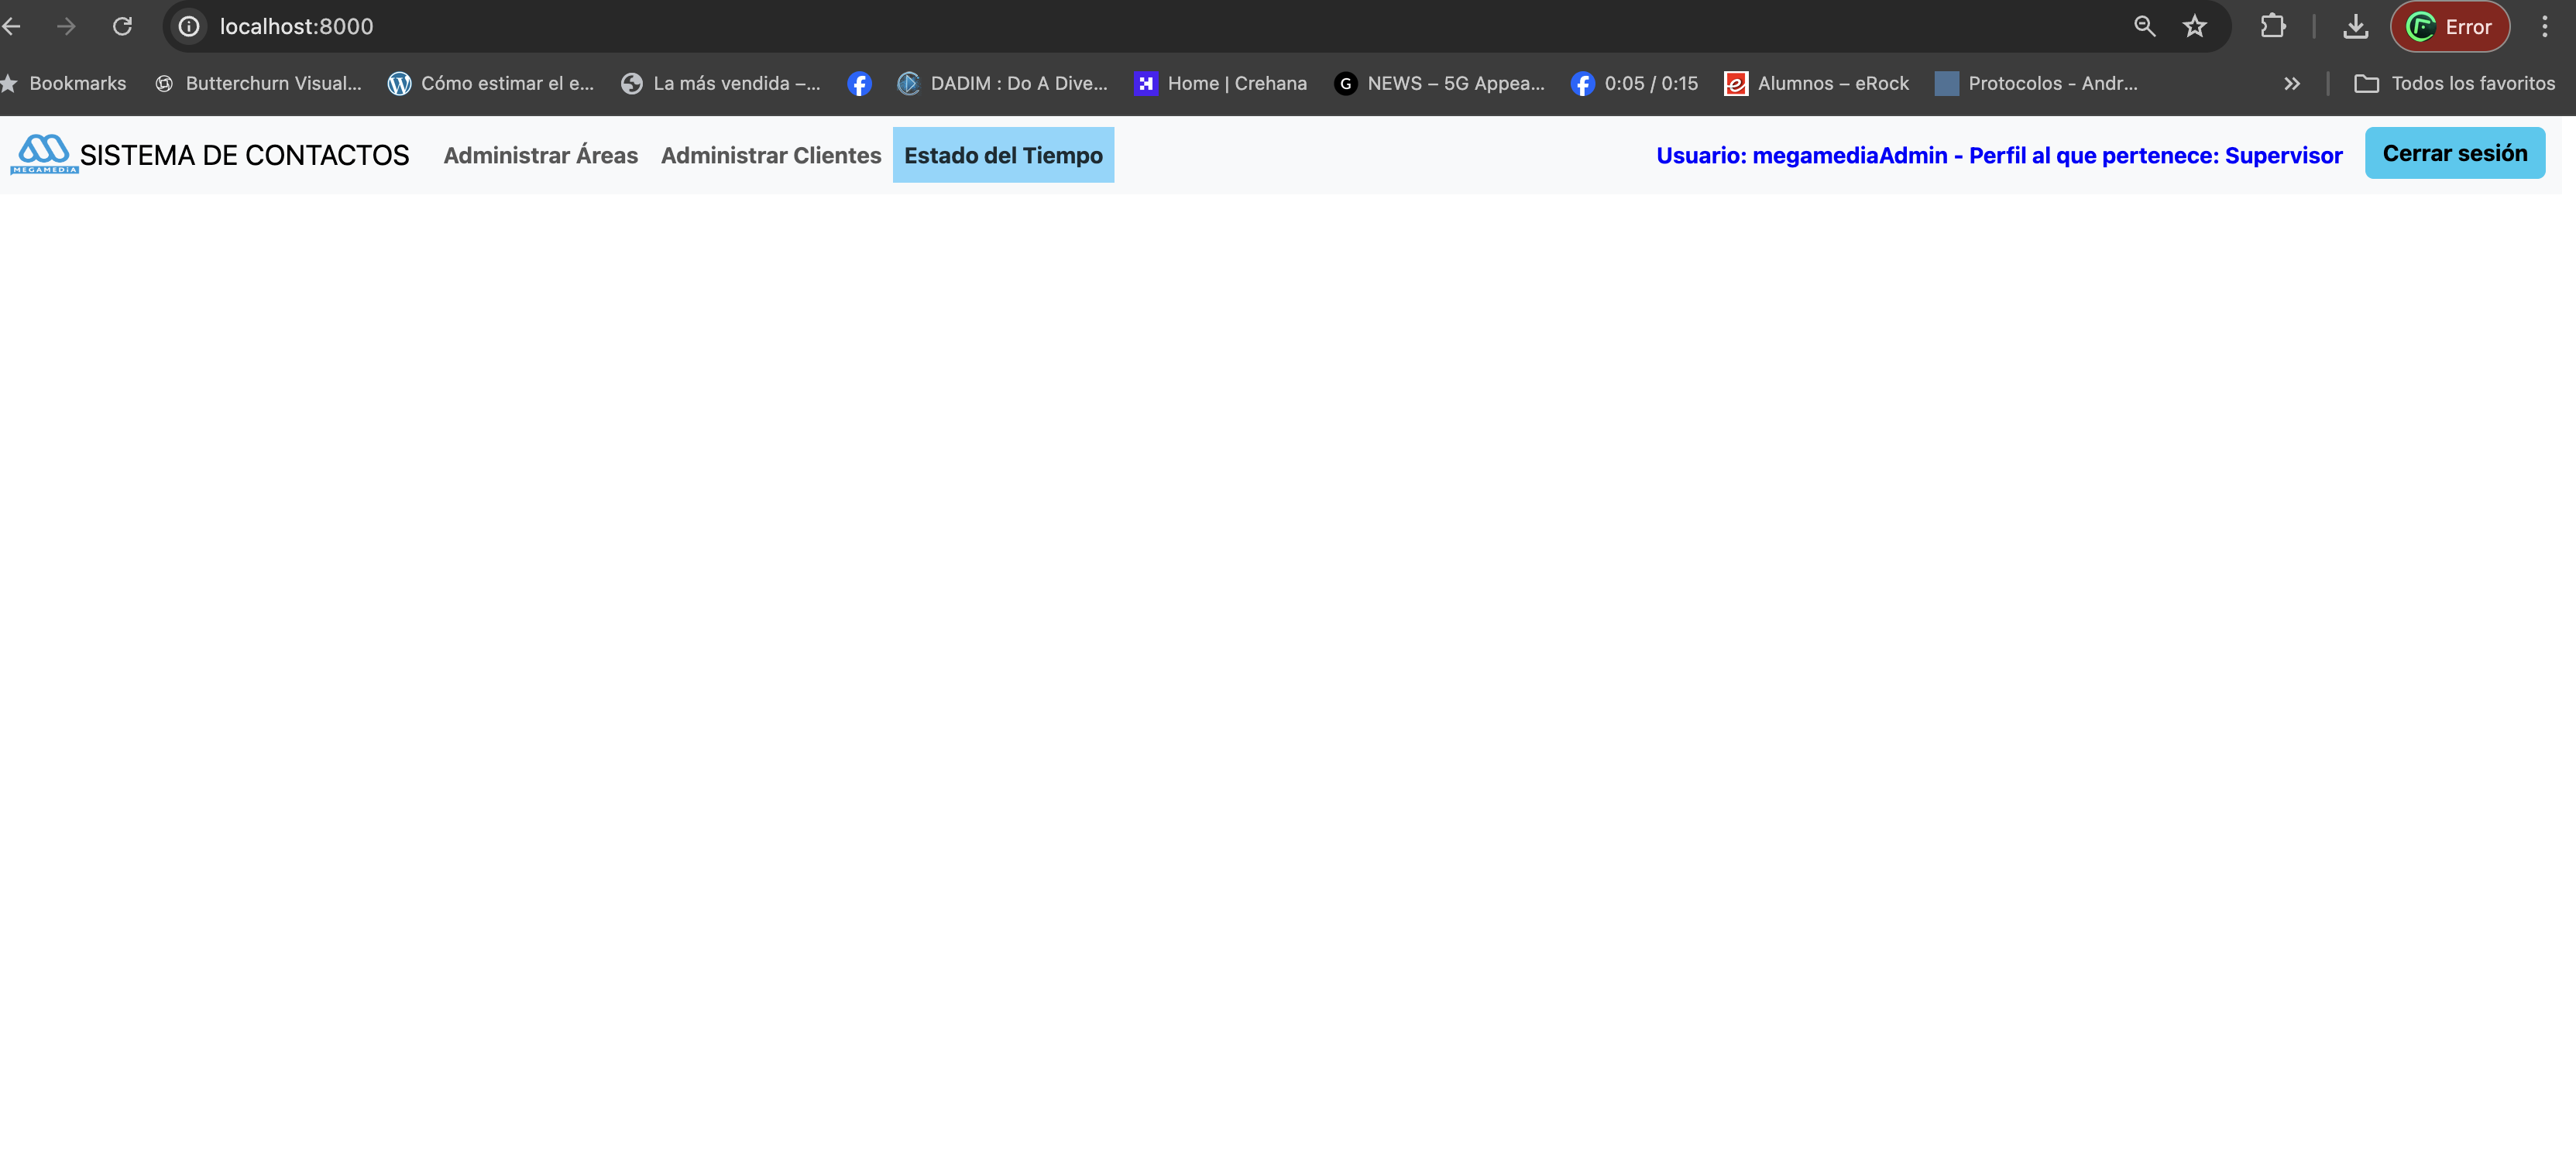 localhost:8000
Error
Bookmarks
Butterchurn Visual...
Cómo estimar el e...
La más vendida –...
DADIM : Do A Dive...
Home | Crehana
G NEWS – 5G Appea...
0:05 / 0:15
Alumnos – eRock
Protocolos - Andr...
Todos los favoritos
MEGAMEDIA
SISTEMA DE CONTACTOS
Administrar Áreas
Administrar Clientes
Estado del Tiempo
Usuario: megamediaAdmin - Perfil al que pertenece: Supervisor
Cerrar sesión